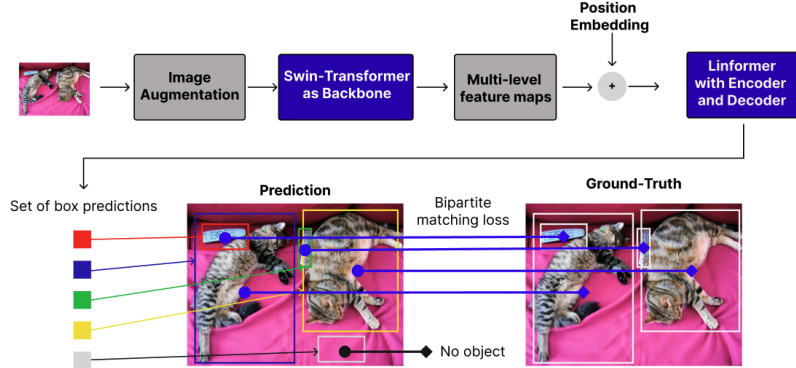 Position
Embedding
Image
Augmentation
Swin-Transformer
as Backbone
Multi-level
feature maps
+
Linformer
with Encoder
and Decoder
Set of box predictions
Prediction
Bipartite
matching loss
Ground-Truth
No object